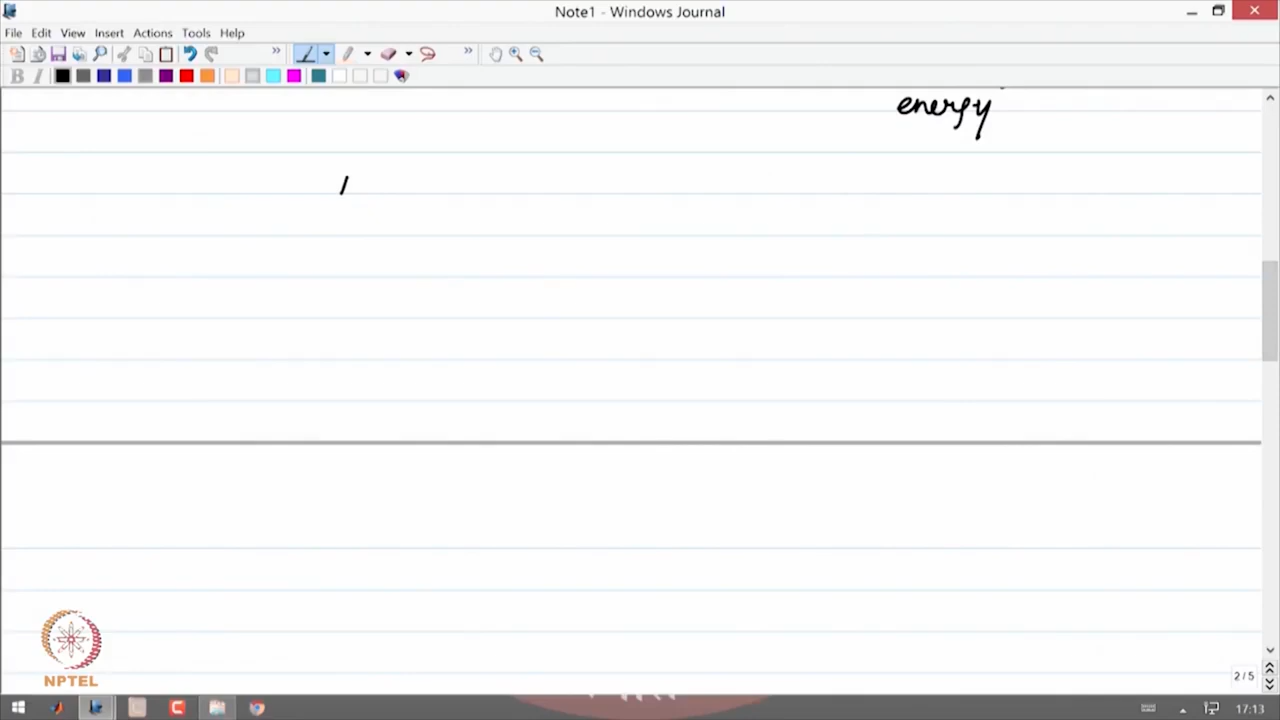 Note1 - Windows Journal
File Edit View Insert Actions Tools Help
B I
energy
2 / 5
NPTEL
17:13